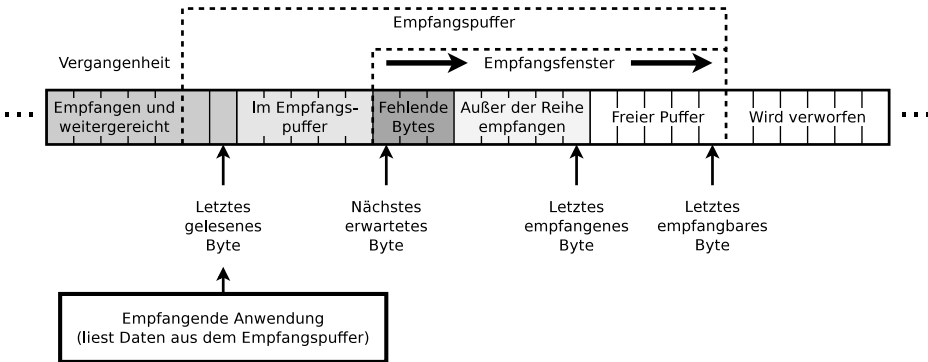 Empfangspuffer
Vergangenheit
Empfangsfenster
Empfangen und
weitergereicht
Im Empfangs-
puffer
Fehlende
Bytes
Außer der Reihe
empfangen
Freier Puffer
Wird verworfen
Letztes
gelesenes
Byte
Nächstes
erwartetes
Byte
Letztes
empfangenes
Byte
Letztes
empfangbares
Byte
Empfangende Anwendung
(liest Daten aus dem Empfangspuffer)